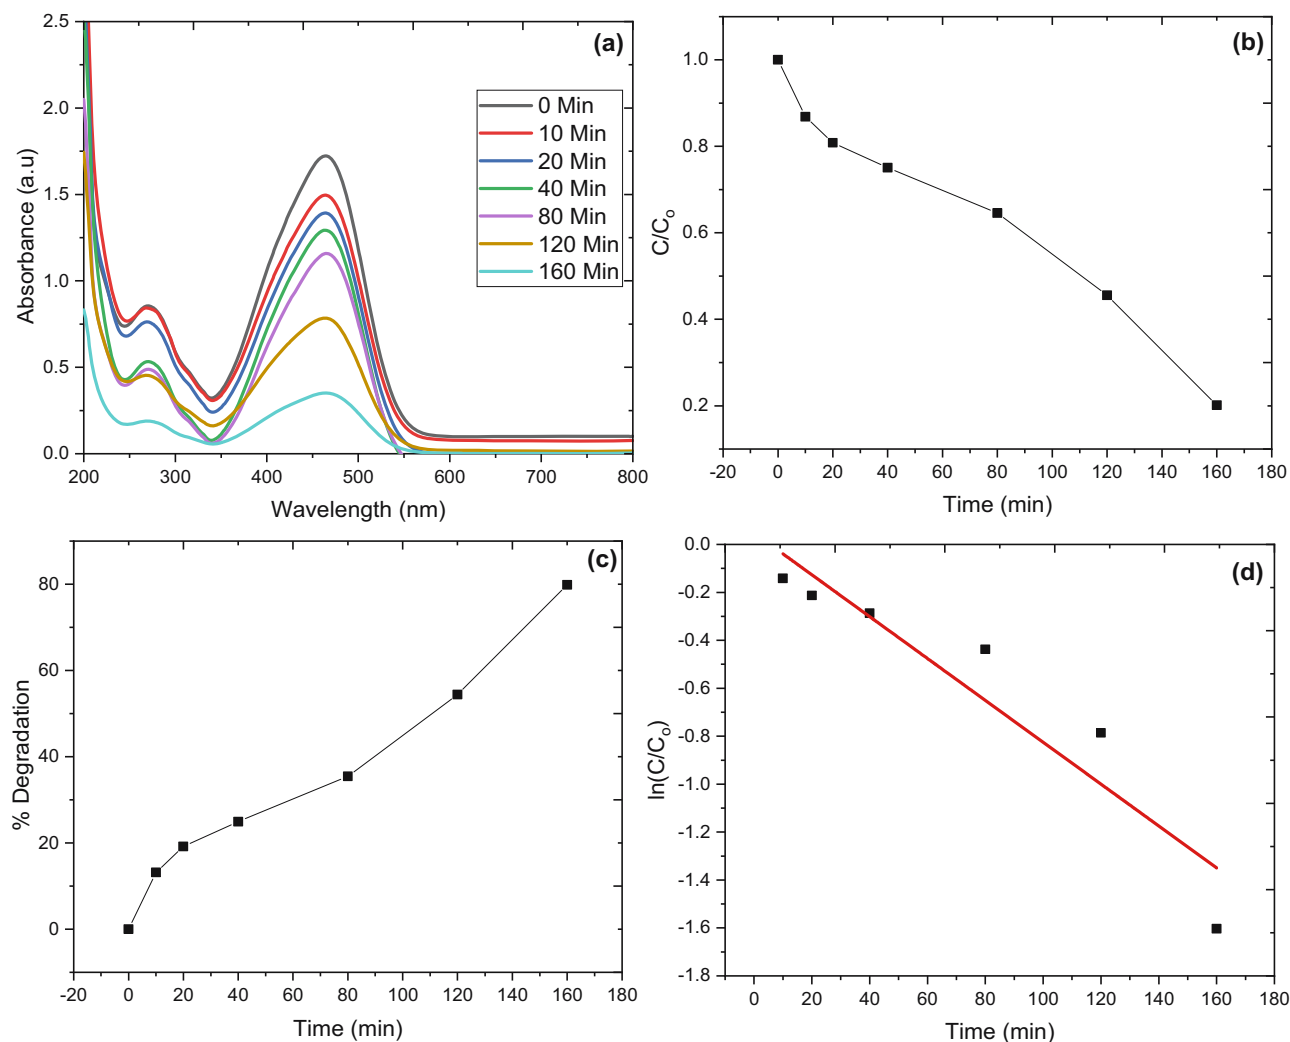 (a)
2.5
2.0
1.5
1.0
0.5
0.0
Absorbance (a.u)
0 Min
10 Min
20 Min
40 Min
80 Min
120 Min
160 Min
200 300 400 500 600 700 800
Wavelength (nm)
(b)
1.0
0.8
0.6
0.4
0.2
C/C₀
-20 0 20 40 60 80 100 120 140 160 180
Time (min)
(c)
80
60
40
20
0
% Degradation
-20 0 20 40 60 80 100 120 140 160 180
Time (min)
(d)
0.0
-0.2
-0.4
-0.6
-0.8
-1.0
-1.2
-1.4
-1.6
-1.8
ln(C/C₀)
0 20 40 60 80 100 120 140 160 180
Time (min)